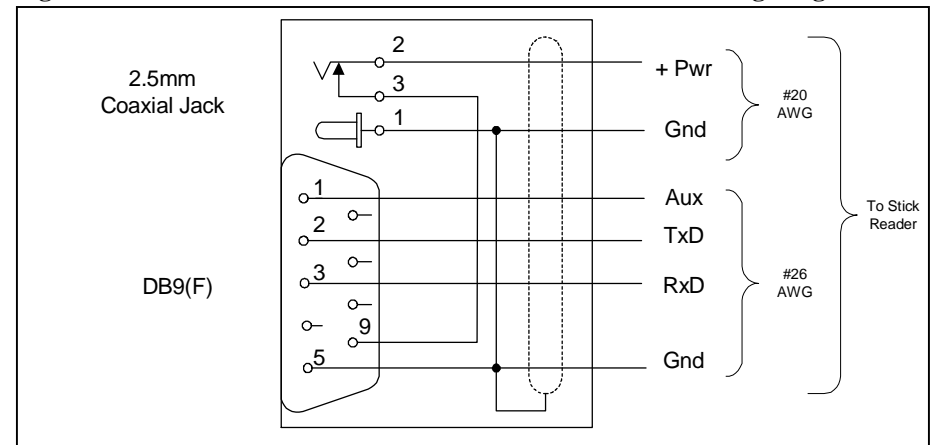 2
+ Pwr
2.5mm
Coaxial Jack
3
#20
AWG
1
Gnd
1
Aux
To Stick
Reader
2
TxD
DB9(F)
3
RxD
#26
AWG
9
5
Gnd